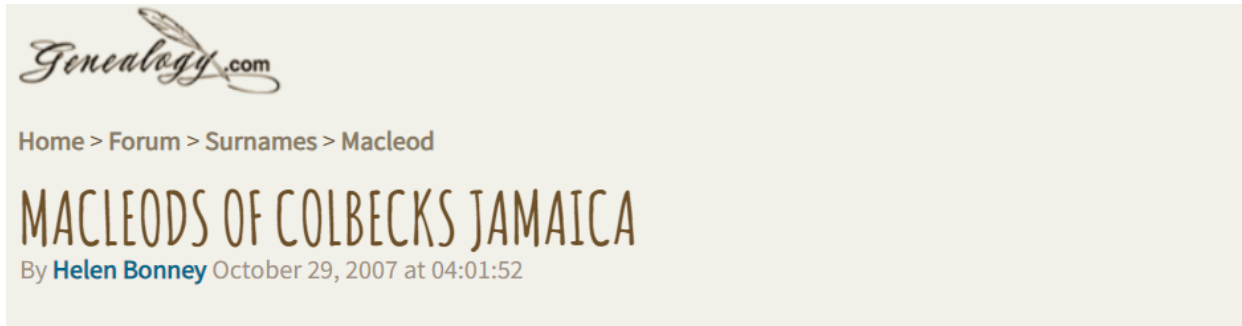 Genealogy.com
Home > Forum > Surnames > Macleod
MACLEODS OF COLBECKS JAMAICA
By Helen Bonney October 29, 2007 at 04:01:52